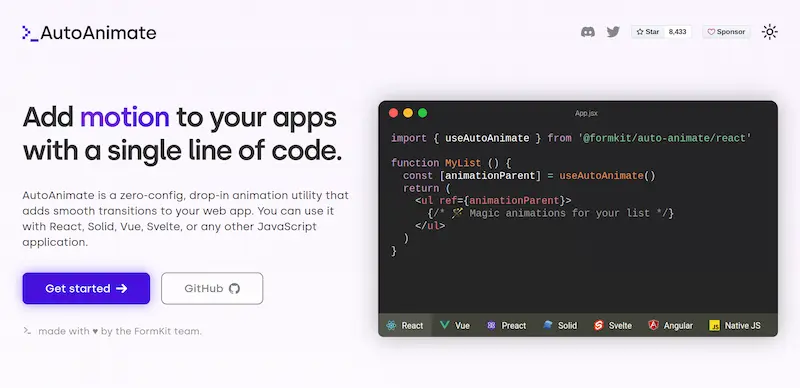 >_AutoAnimate
Star 8,433
Sponsor
Add motion to your apps
with a single line of code.
AutoAnimate is a zero-config, drop-in animation utility that
adds smooth transitions to your web app. You can use it
with React, Solid, Vue, Svelte, or any other JavaScript
application.
Get started →
GitHub
>_ made with ♥ by the FormKit team.
App.jsx
import { useAutoAnimate } from '@formkit/auto-animate/react'
function MyList () {
  const [animationParent] = useAutoAnimate()
  return (
    <ul ref={animationParent}>
      {/* 🪄 Magic animations for your list */}
    </ul>
  )
}
React
Vue
Preact
Solid
Svelte
Angular
JS Native JS